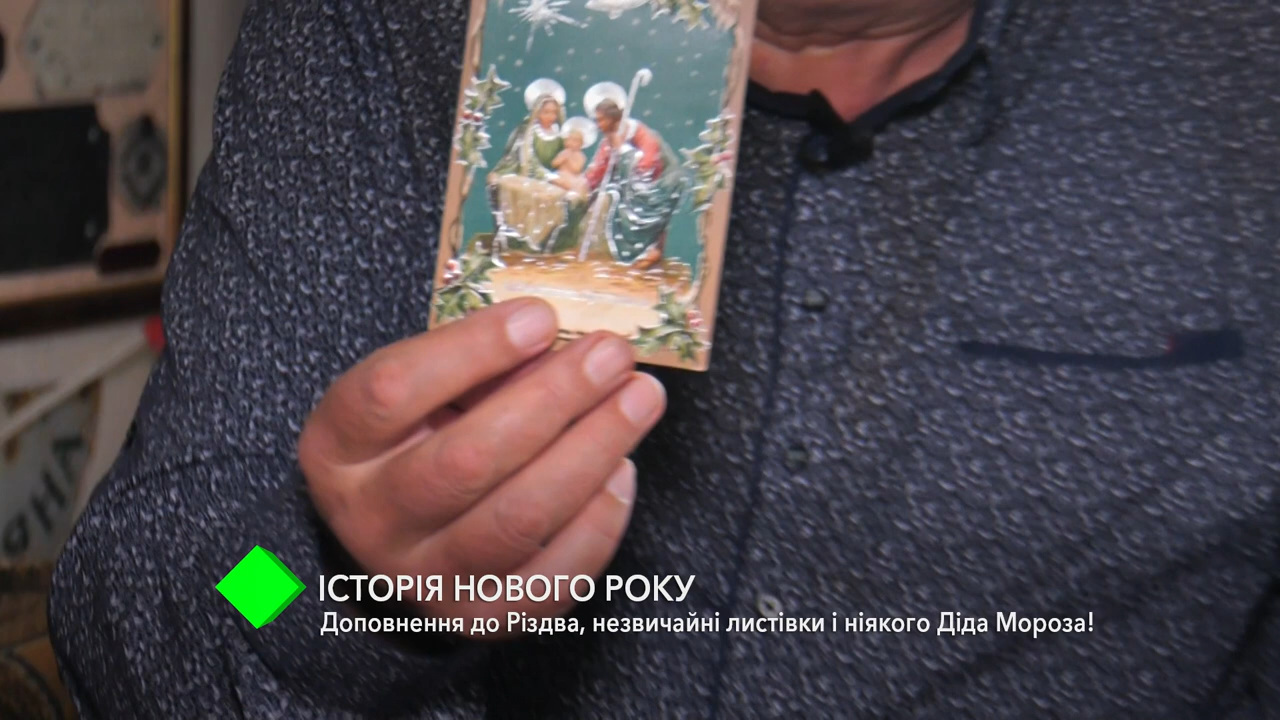 ІСТОРІЯ НОВОГО РОКУ
Доповнення до Різдва, незвичайні листівки і ніякого Діда Мороза!